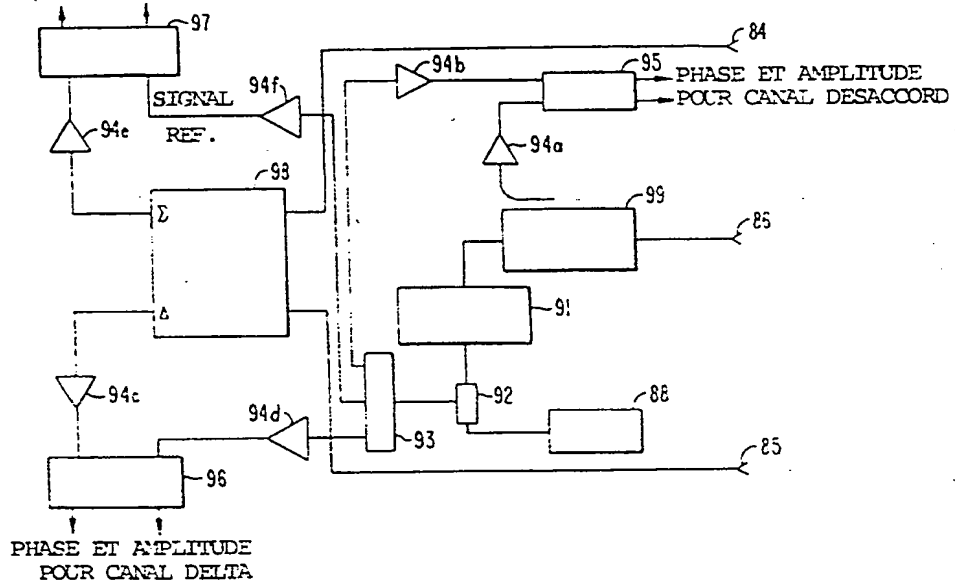 97
84
94b
95
PHASE ET AMPLITUDE
POUR CANAL DESACCORD
94f
SIGNAL
REF.
94e
94a
98
99
Σ
86
91
Δ
94c
92
88
94d
93
85
96
PHASE ET AMPLITUDE
POUR CANAL DELTA